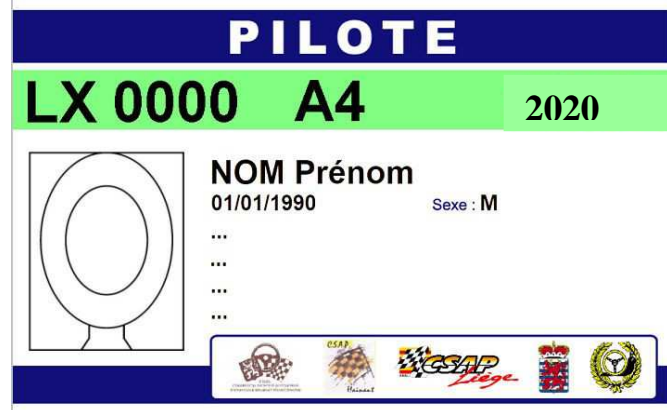 PILOTE
LX 0000 A4 2020
NOM Prénom
01/01/1990 Sexe : M
...
...
...
...
CSAP
Hainaut
CSAP
Liège